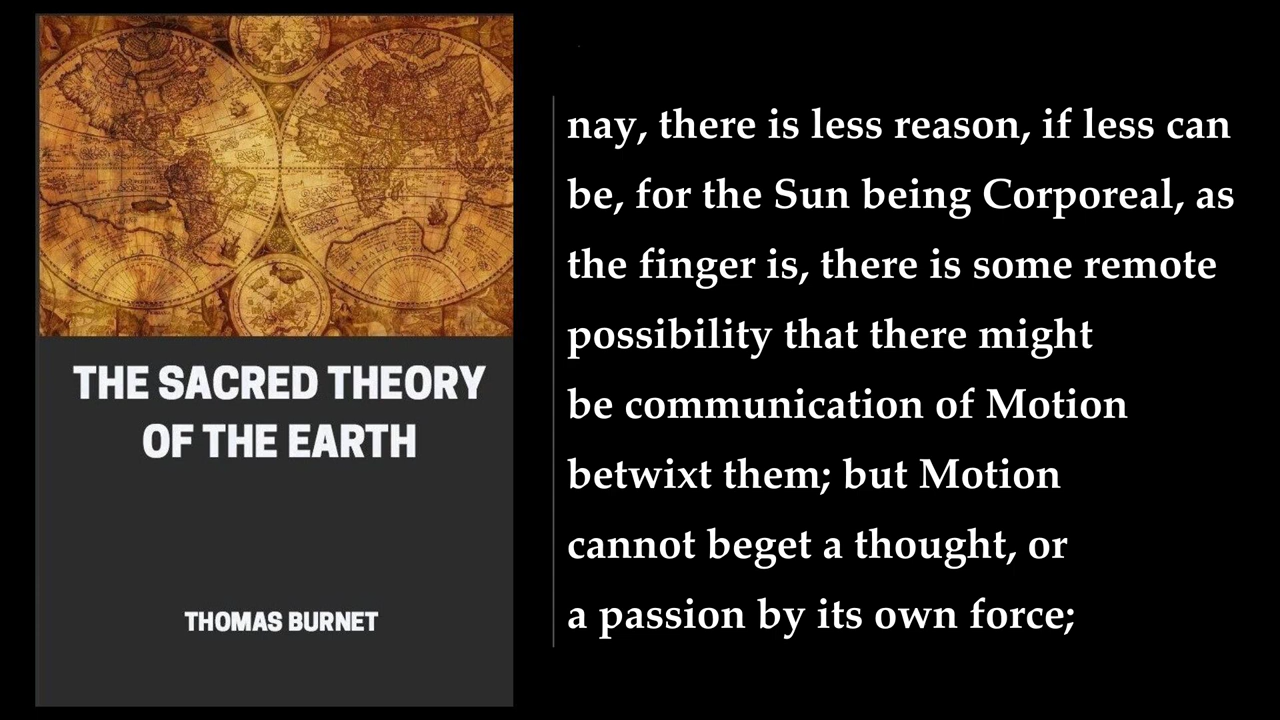 THE SACRED THEORY
OF THE EARTH
THOMAS BURNET
nay, there is less reason, if less can
be, for the Sun being Corporeal, as
the finger is, there is some remote
possibility that there might
be communication of Motion
betwixt them; but Motion
cannot beget a thought, or
a passion by its own force;